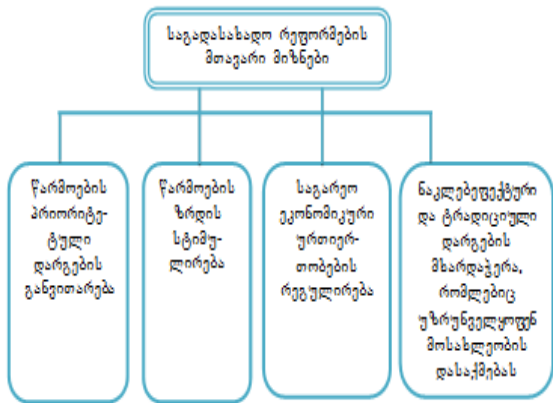 საგადასახადო რეფორმების
მთავარი მიზნები
წარმოების
პრიორიტე-
ტული
დარგების
განვითარება
წარმოების
ზრდის
სტიმუ-
ლირება
საგარეო
ეკონომიკური
ურთიერ-
თობების
რეგულირება
ნაკლებეფექტური
და ტრადიციული
დარგების
მხარდაჭერა,
რომლებიც
უზრუნველყოფენ
მოსახლეობის
დასაქმებას